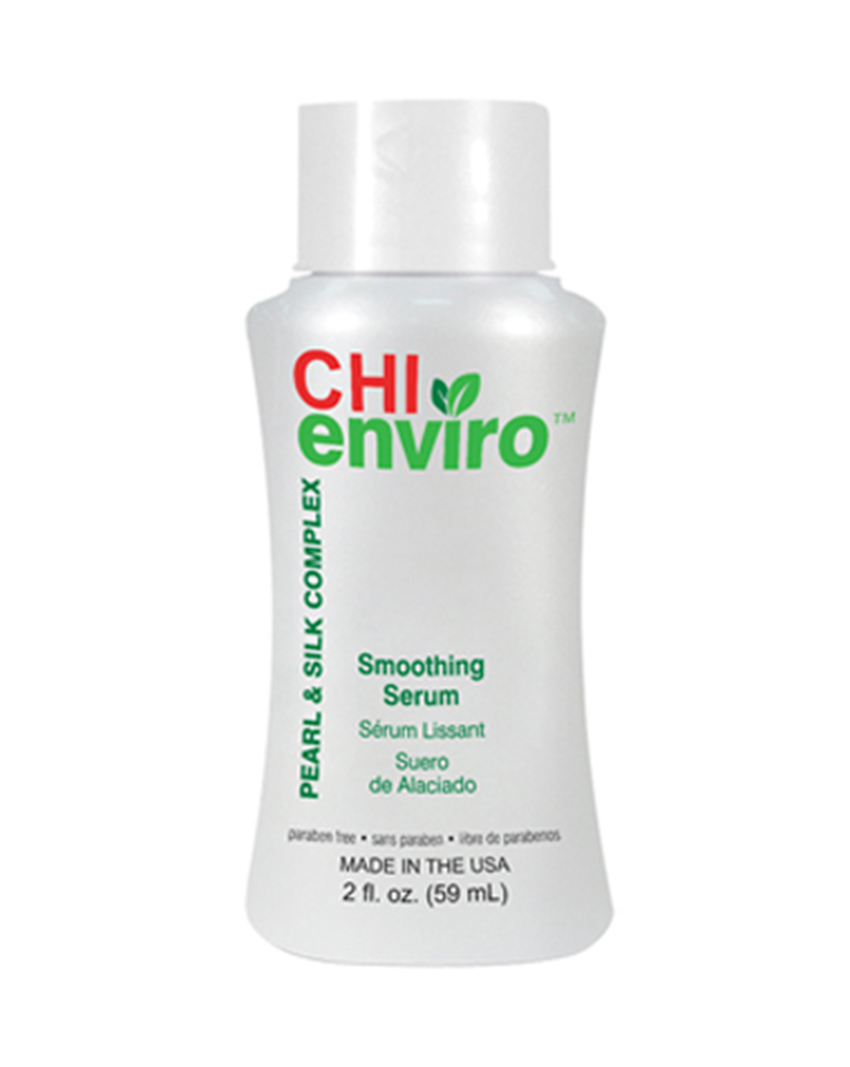 CHI
enviro™
PEARL & SILK COMPLEX
Smoothing
Serum
Sérum Lissant
Suero
de Alaciado
paraben free • sans paraben • libre de parabenos
MADE IN THE USA
2 fl. oz. (59 mL)